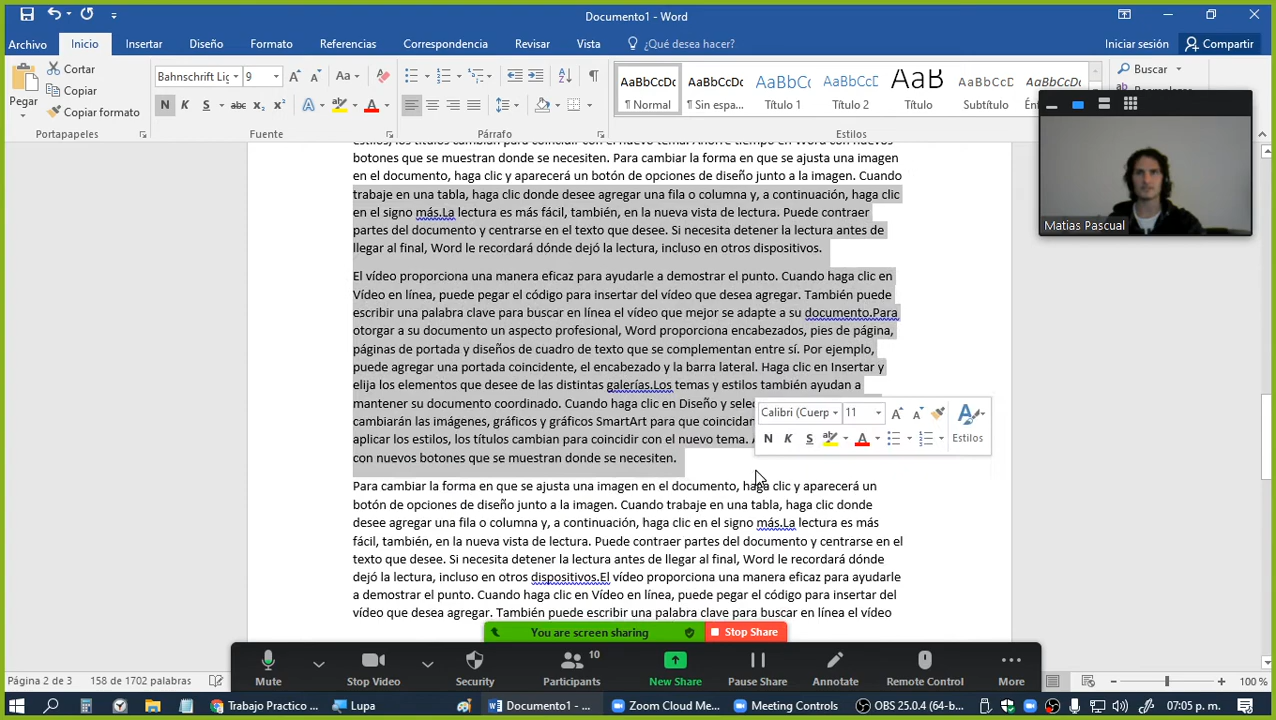 Documento1 - Word
Archivo Inicio Insertar Diseño Formato Referencias Correspondencia Revisar Vista ¿Qué desea hacer? Iniciar sesión Compartir
Pegar
Cortar
Copiar
Copiar formato
Portapapeles
Bahnschrift Lig 9
Aa
N K S abc x₂ x²
Fuente
Párrafo
AaBbCcDc AaBbCcDc AaBbCc AaBbCcD AaB AaBbCcD AaBbCcDc
¶ Normal ¶ Sin espa... Título 1 Título 2 Título Subtítulo
Estilos
Buscar
Matías Pascual
botones que se muestran donde se necesiten. Para cambiar la forma en que se ajusta una imagen
en el documento, haga clic y aparecerá un botón de opciones de diseño junto a la imagen. Cuando
trabaje en una tabla, haga clic donde desee agregar una fila o columna y, a continuación, haga clic
en el signo más.La lectura es más fácil, también, en la nueva vista de lectura. Puede contraer
partes del documento y centrarse en el texto que desee. Si necesita detener la lectura antes de
llegar al final, Word le recordará dónde dejó la lectura, incluso en otros dispositivos.
El vídeo proporciona una manera eficaz para ayudarle a demostrar el punto. Cuando haga clic en
Vídeo en línea, puede pegar el código para insertar del vídeo que desea agregar. También puede
escribir una palabra clave para buscar en línea el vídeo que mejor se adapte a su documento.Para
otorgar a su documento un aspecto profesional, Word proporciona encabezados, pies de página,
páginas de portada y diseños de cuadro de texto que se complementan entre sí. Por ejemplo,
puede agregar una portada coincidente, el encabezado y la barra lateral. Haga clic en Insertar y
elija los elementos que desee de las distintas galerías.Los temas y estilos también ayudan a
mantener su documento coordinado. Cuando haga clic en Diseño y selec
cambiarán las imágenes, gráficos y gráficos SmartArt para que coincidan
aplicar los estilos, los títulos cambian para coincidir con el nuevo tema.
con nuevos botones que se muestran donde se necesiten.
Calibri (Cuerp 11
N K S
Estilos
Para cambiar la forma en que se ajusta una imagen en el documento, haga clic y aparecerá un
botón de opciones de diseño junto a la imagen. Cuando trabaje en una tabla, haga clic donde
desee agregar una fila o columna y, a continuación, haga clic en el signo más.La lectura es más
fácil, también, en la nueva vista de lectura. Puede contraer partes del documento y centrarse en el
texto que desee. Si necesita detener la lectura antes de llegar al final, Word le recordará dónde
dejó la lectura, incluso en otros dispositivos.El vídeo proporciona una manera eficaz para ayudarle
a demostrar el punto. Cuando haga clic en Vídeo en línea, puede pegar el código para insertar del
vídeo que desea agregar. También puede escribir una palabra clave para buscar en línea el vídeo
You are screen sharing Stop Share
10
Mute Stop Video Security Participants New Share Pause Share Annotate Remote Control More
Página 2 de 3 158 de 1702 palabras 100 %
Trabajo Practico ... Lupa Documento1 - ... Zoom Cloud Me... Meeting Controls OBS 25.0.4 (64-b... 07:05 p. m.